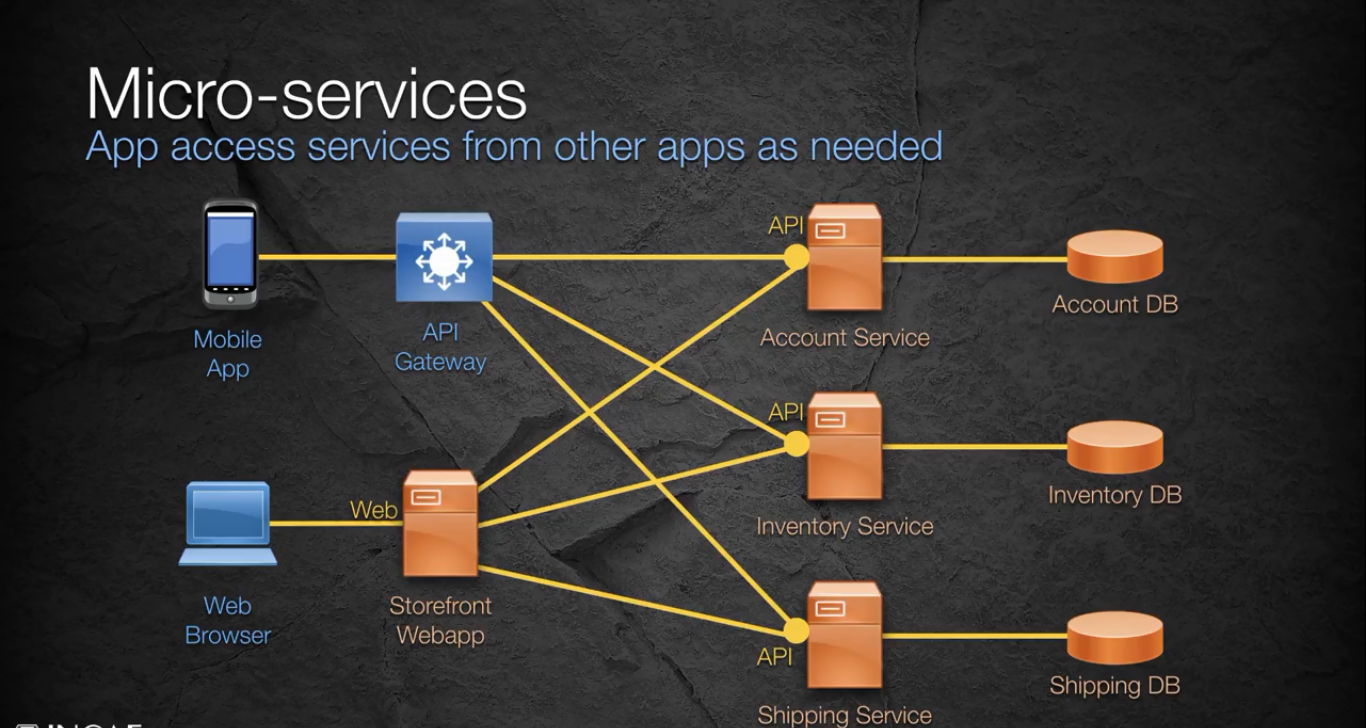 Micro-services
App access services from other apps as needed
Mobile
App
API
Gateway
API
Account Service
Account DB
API
Inventory Service
Inventory DB
Web
Web
Browser
Storefront
Webapp
API
Shipping Service
Shipping DB